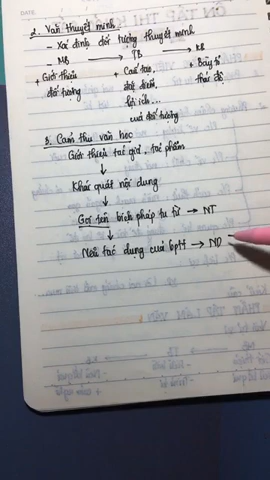 DATE
2. Văn thuyết minh
- Xác định đối tượng thuyết minh
- MB → TB → KB
+ Giới thiệu + Cấu tạo, + Bày tỏ
đối tượng đặc điểm, thái độ
lợi ích...
của đối tượng
3. Cảm thụ văn học
Giới thiệu tác giả, tác phẩm
↓
Khái quát nội dung
↓
Gọi tên biện pháp tu từ → NT
↓
Nêu tác dụng của bpTT → ND